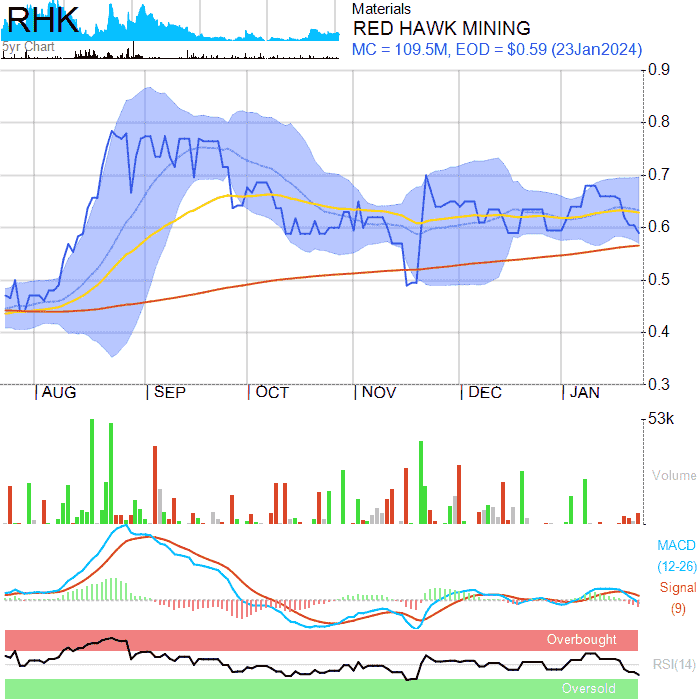 RHK
5yr Chart
Materials
RED HAWK MINING
MC = 109.5M, EOD = $0.59 (23Jan2024)
0.9
0.8
0.7
0.6
0.5
0.4
0.3
AUG
SEP
OCT
NOV
DEC
JAN
53k
Volume
MACD
(12-26)
Signal
(9)
Overbought
RSI(14)
Oversold